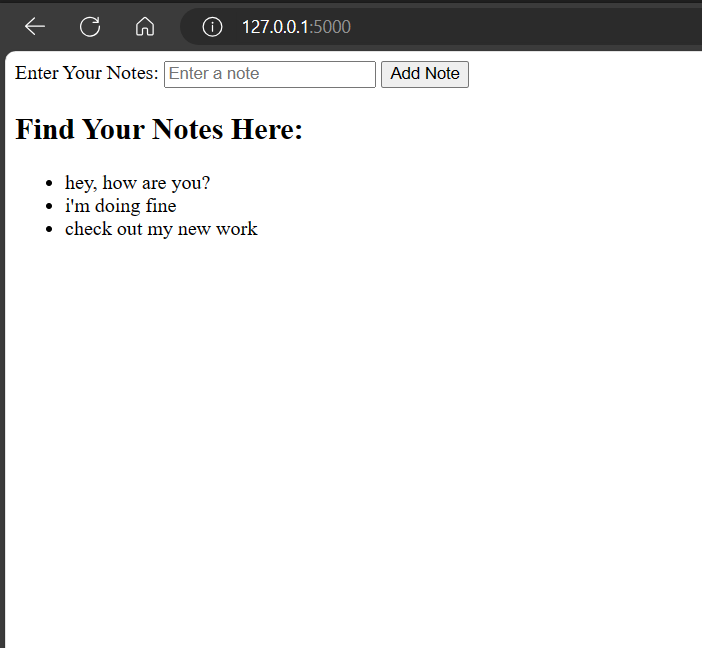 127.0.0.1:5000
Enter Your Notes: Enter a note Add Note
Find Your Notes Here:
hey, how are you?
i'm doing fine
check out my new work